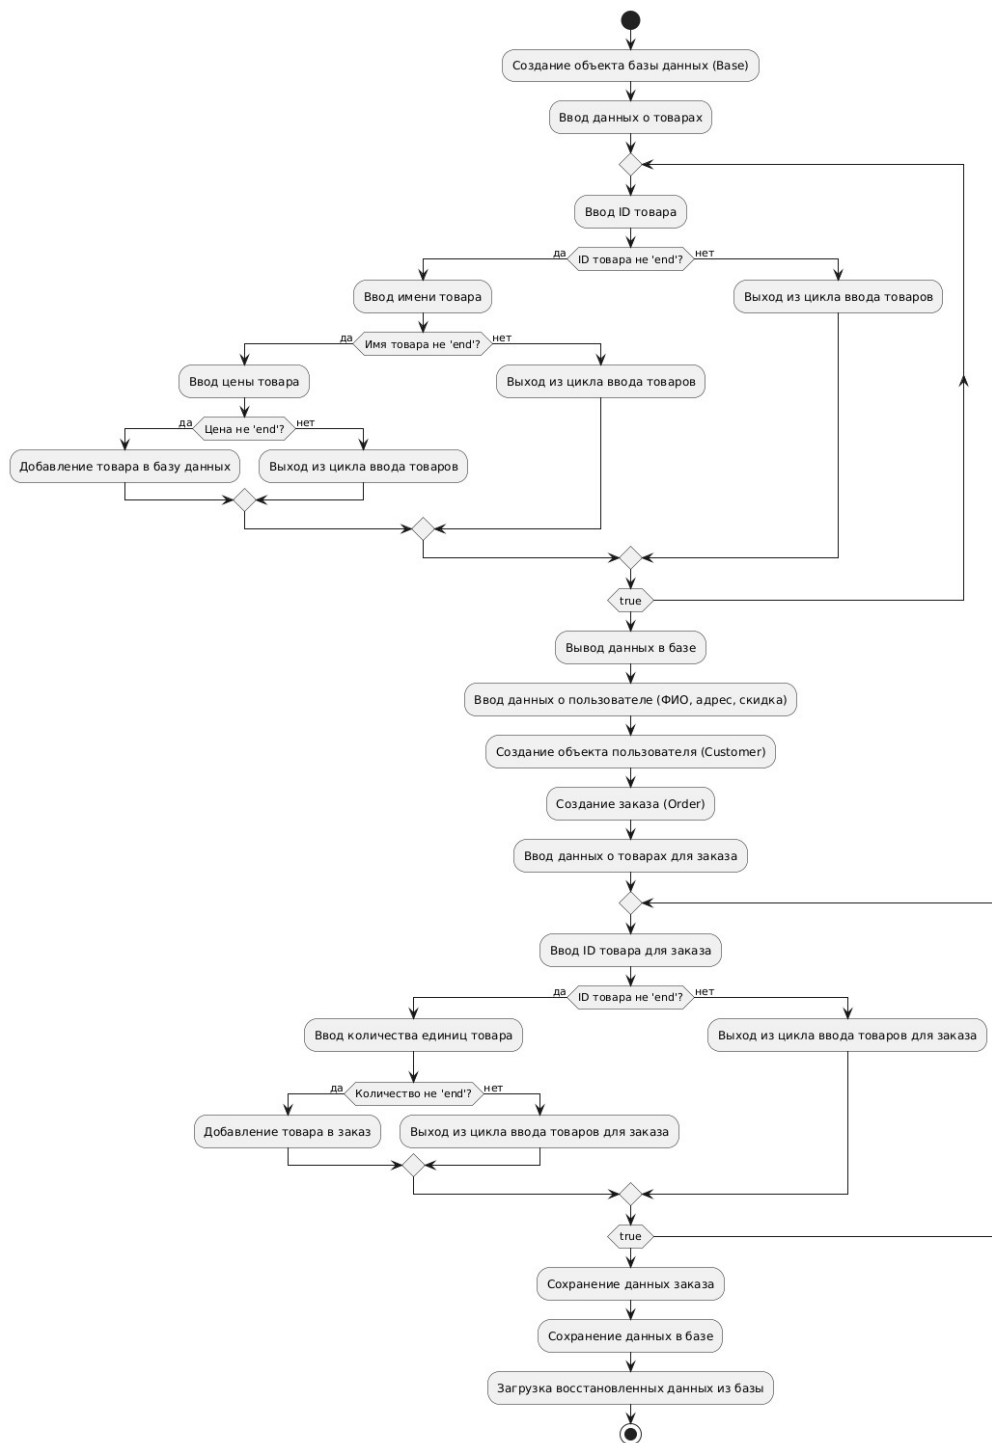 Создание объекта базы данных (Base)
Ввод данных о товарах
Ввод ID товара
да
ID товара не 'end'?
нет
Ввод имени товара
Выход из цикла ввода товаров
да
Имя товара не 'end'?
нет
Ввод цены товара
Выход из цикла ввода товаров
да
Цена не 'end'?
нет
Добавление товара в базу данных
Выход из цикла ввода товаров
true
Вывод данных в базе
Ввод данных о пользователе (ФИО, адрес, скидка)
Создание объекта пользователя (Customer)
Создание заказа (Order)
Ввод данных о товарах для заказа
Ввод ID товара для заказа
да
ID товара не 'end'?
нет
Ввод количества единиц товара
Выход из цикла ввода товаров для заказа
да
Количество не 'end'?
нет
Добавление товара в заказ
Выход из цикла ввода товаров для заказа
true
Сохранение данных заказа
Сохранение данных в базе
Загрузка восстановленных данных из базы